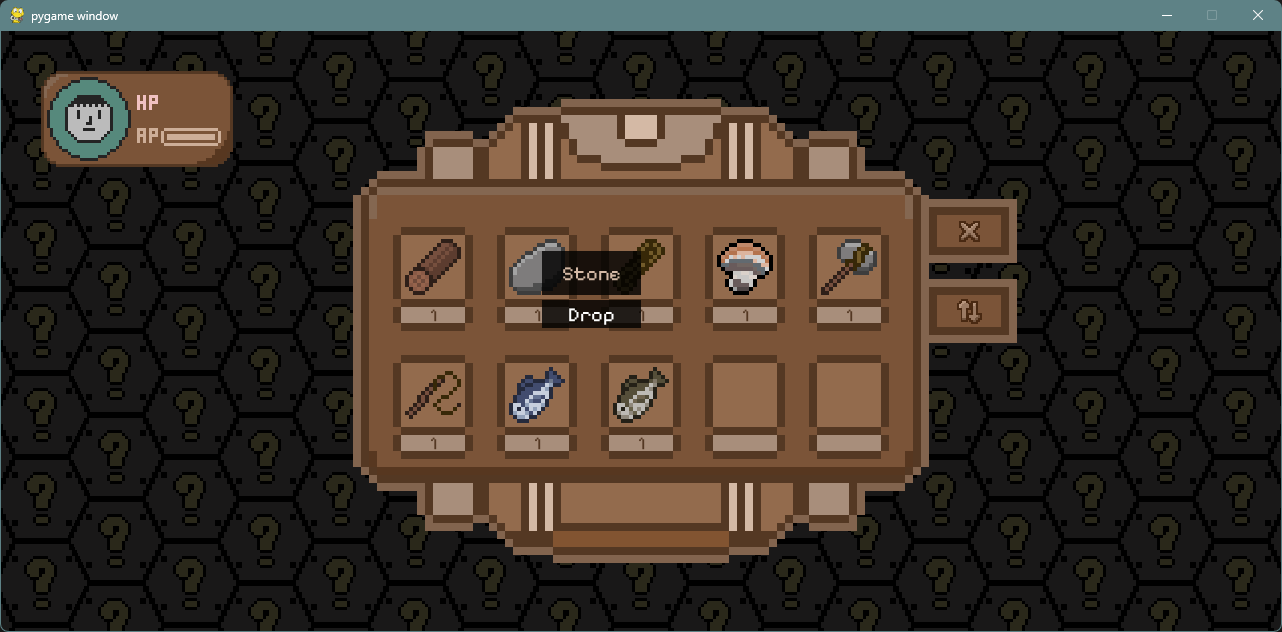 pygame window
HP
AP
Stone
Drop
1 1 1 1 1
1 1 1